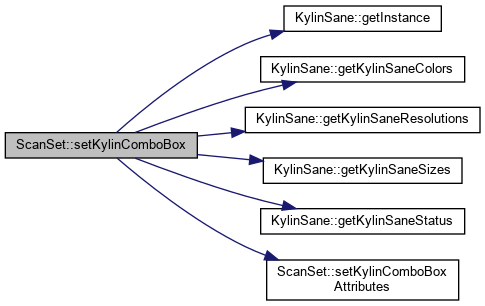 KylinSane::getInstance
KylinSane::getKylinSaneColors
KylinSane::getKylinSaneResolutions
ScanSet::setKylinComboBox
KylinSane::getKylinSaneSizes
KylinSane::getKylinSaneStatus
ScanSet::setKylinComboBox
Attributes